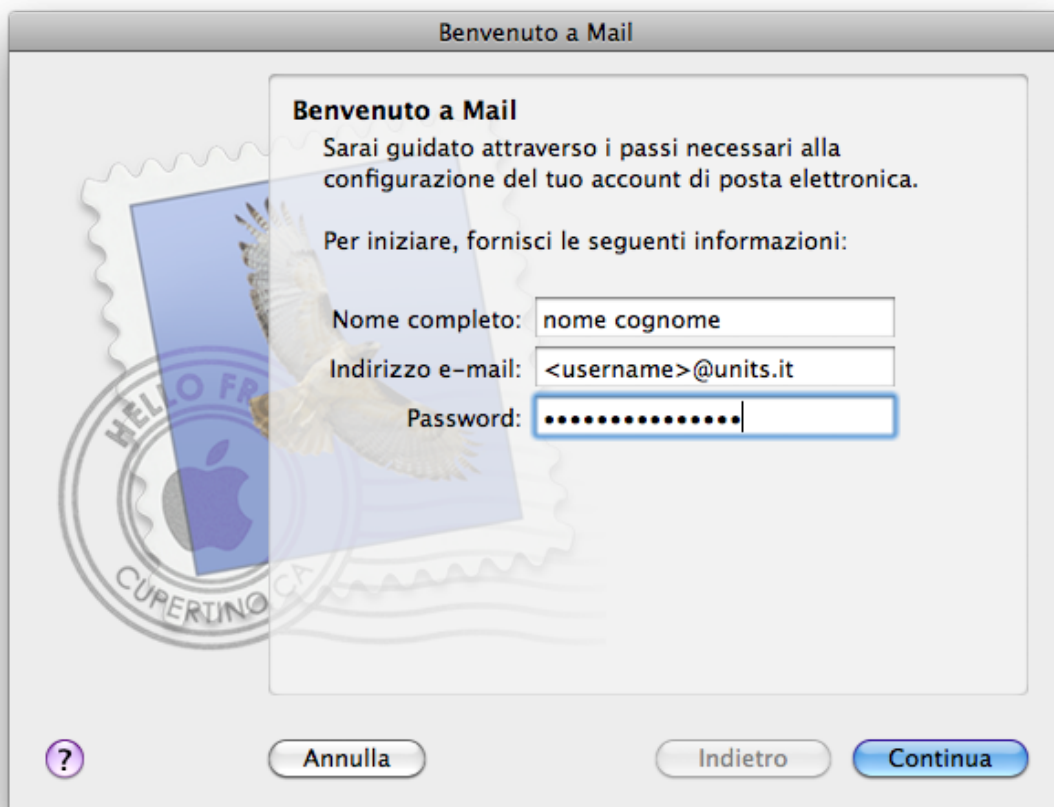 Benvenuto a Mail
Benvenuto a Mail
Sarai guidato attraverso i passi necessari alla
configurazione del tuo account di posta elettronica.
Per iniziare, fornisci le seguenti informazioni:
Nome completo: nome cognome
Indirizzo e-mail: <username>@units.it
Password: •••••••••••••••
HELLO FR
CUPERTINO CA
? Annulla Indietro Continua